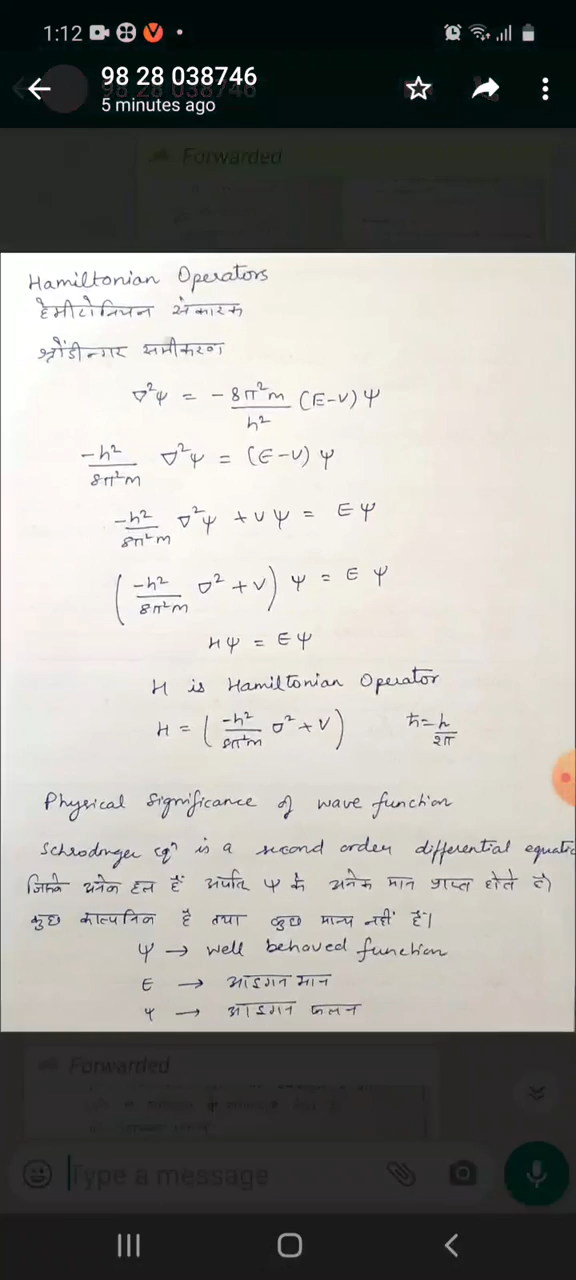 1:12
98 28 038746
5 minutes ago
Forwarded
Hamiltonian Operators
हेमीटोनियन संकारक
श्रोंडीन्गर समीकरण
∇²Ψ = -8π²m/h² (E-V) Ψ
-h²/8π²m ∇²Ψ = (E-V) Ψ
-h²/8π²m ∇²Ψ + VΨ = EΨ
(-h²/8π²m ∇² + V) Ψ = E Ψ
HΨ = EΨ
H is Hamiltonian Operator
H = (-h²/8π²m ∇² + V) ħ = h/2π
Physical Significance of wave function
Schrodinger eqⁿ is a second order differential equatio
जिसके अनेक हल हैं अर्थात Ψ के अनेक मान प्राप्त होते है।
कुछ काल्पनिक है तथा कुछ मान्य नहीं हैं।
Ψ → well behaved function
E → आइगन मान
Ψ → आइगन फलन
Forwarded
Type a message